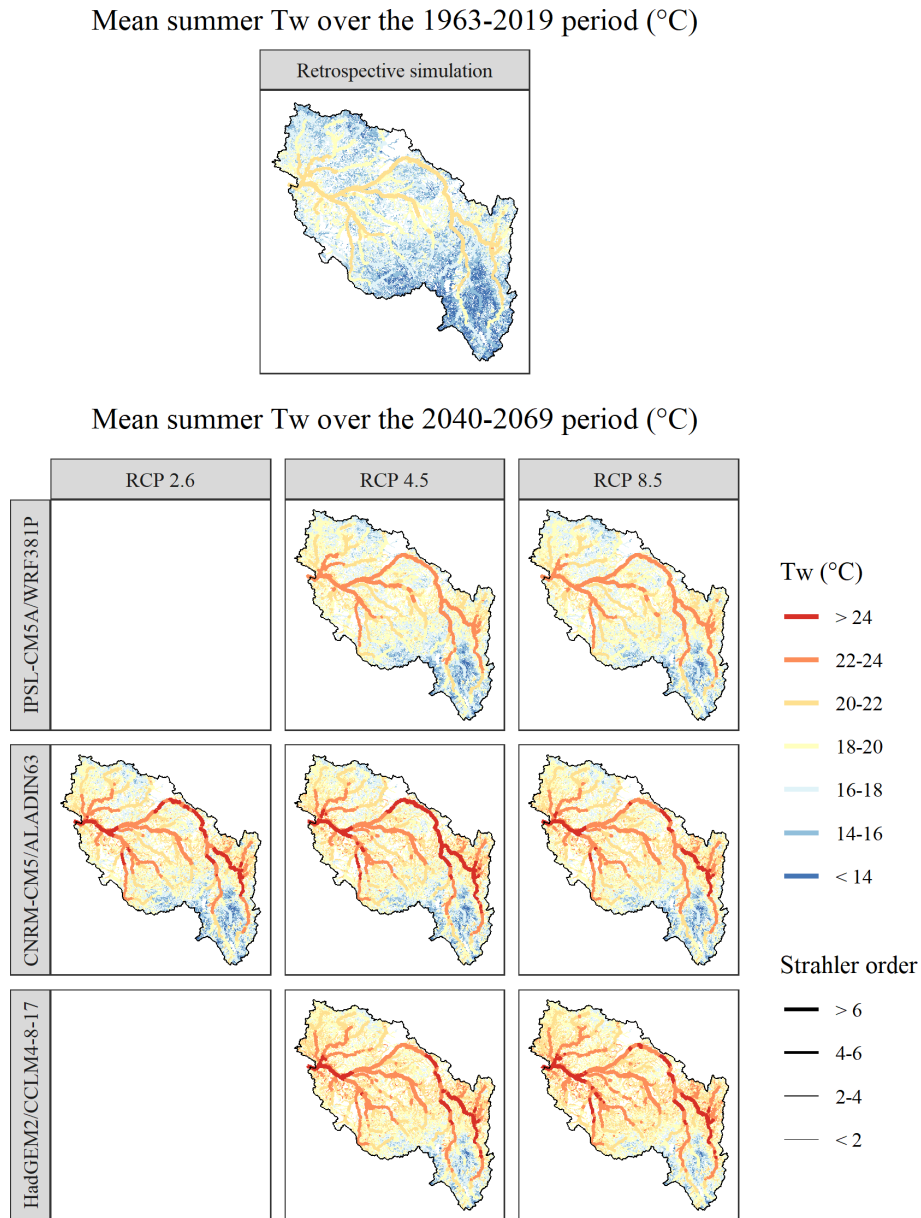 Mean summer Tw over the 1963-2019 period (°C)
Retrospective simulation
Mean summer Tw over the 2040-2069 period (°C)
RCP 2.6
RCP 4.5
RCP 8.5
IPSL-CM5A/WRF381P
CNRM-CM5/ALADIN63
HadGEM2/CCLM4-8-17
Tw (°C)
> 24
22-24
20-22
18-20
16-18
14-16
< 14
Strahler order
> 6
4-6
2-4
< 2